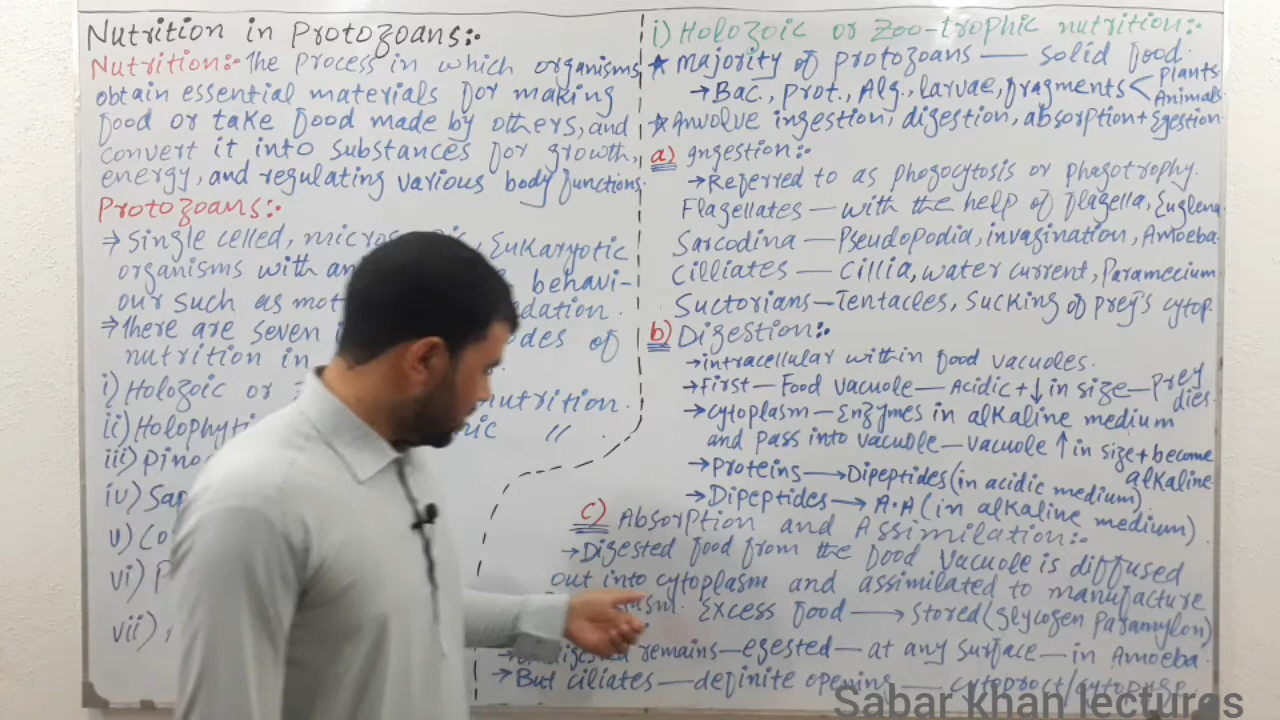 Nutrition in Protozoans:-
Nutrition:- The Process in which organisms
obtain essential materials for making
food or take food made by others, and
convert it into substances for growth,
energy, and regulating various body functions.
Protozoans:-
⇒ Single celled, Eukaryotic
organisms with behavi-
our such as
⇒ There are seven of
nutrition in
i) Holozoic or nutrition.
ii) 〃
iii)
iv)
v)
vi)
vii)
i) Holozoic or Zoo-trophic nutrition:-
★ Majority of protozoans — solid food.
→ Bac., Prot., Alg., larvae, fragments < Plants Animals.
★ Invove ingestion, digestion, absorption + Egestion
a) Ingestion:-
→ Referred to as phogocytosis or phagotrophy.
Flagellates — with the help of flagella, Euglena.
Sarcodina — Pseudopodia, invagination, Amoeba.
Cilliates — Cillia, water current, Paramecium
Suctorians — Tentacles, Sucking of prey's cytop.
b) Digestion:-
→ intracellular within food vacuoles.
→ First — Food vacuole — Acidic + ↓ in size — Prey dies.
→ Cytoplasm — Enzymes in alkaline medium
and pass into vacuole — vacuole ↑ in size + become alkaline.
→ Proteins → Dipeptides (in acidic medium)
→ Dipeptides → A.A (in alkaline medium)
c) Absorption and Assimilation:-
→ Digested food from the food vacuole is diffused
out into cytoplasm and assimilated to manufacture
Excess food → stored (glycogen Paramylon)
remains — egested — at any surface — in Amoeba.
→ But ciliates — definite opening — cytoproct/cytopyge
Sabar khan lectures